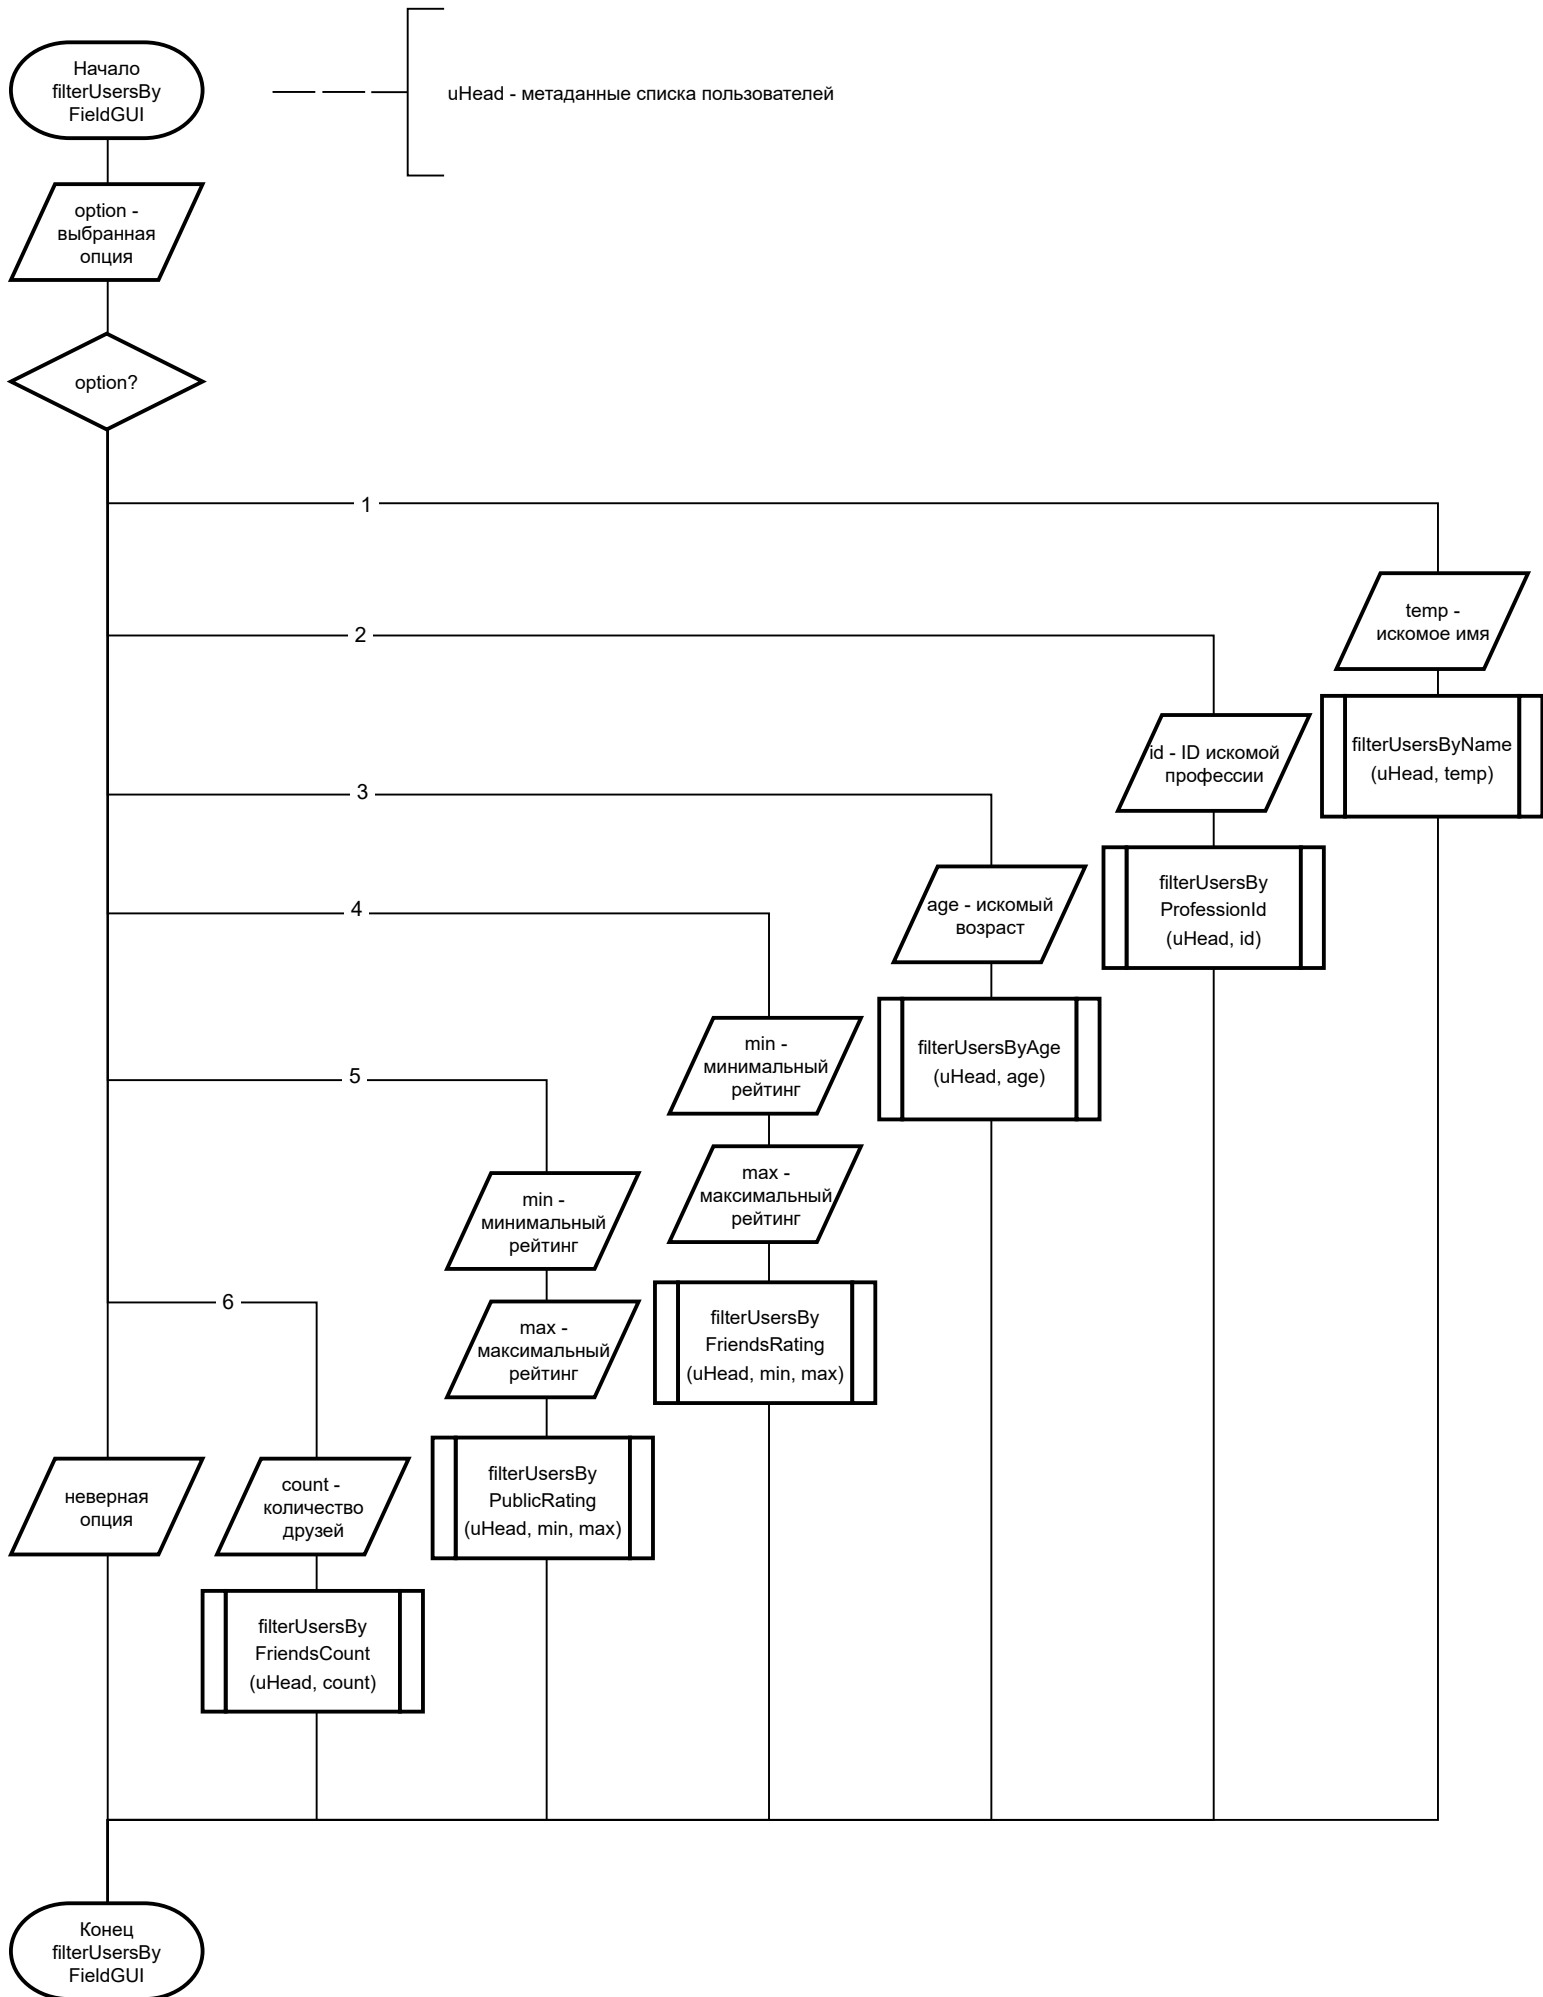 Начало
filterUsersBy
FieldGUI
uHead - метаданные списка пользователей
option -
выбранная
опция
option?
1
temp -
искомое имя
2
filterUsersByName
(uHead, temp)
id - ID искомой
профессии
3
filterUsersBy
ProfessionId
(uHead, id)
age - искомый
возраст
4
filterUsersByAge
(uHead, age)
min -
минимальный
рейтинг
5
max -
максимальный
рейтинг
min -
минимальный
рейтинг
6
filterUsersBy
FriendsRating
(uHead, min, max)
max -
максимальный
рейтинг
filterUsersBy
PublicRating
(uHead, min, max)
неверная
опция
count -
количество
друзей
filterUsersBy
FriendsCount
(uHead, count)
Конец
filterUsersBy
FieldGUI